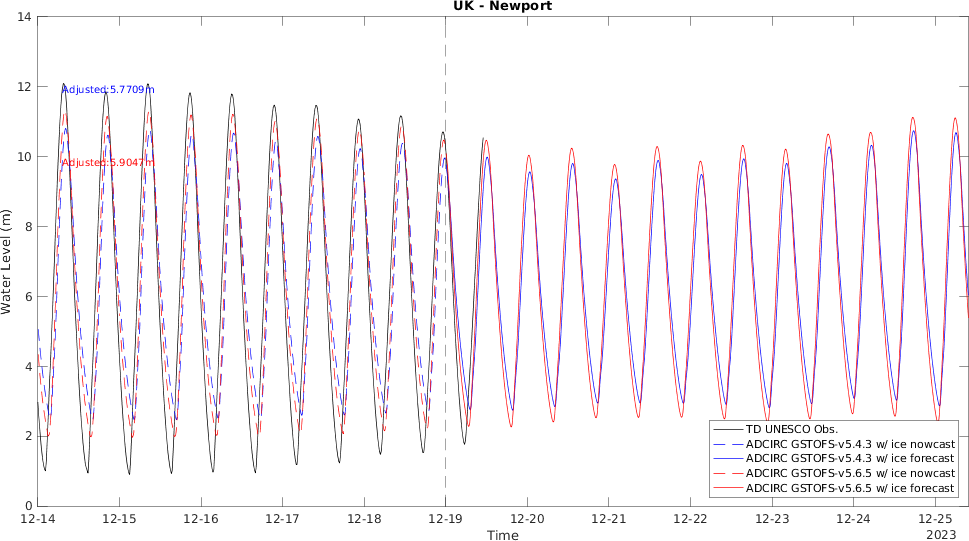 UK - Newport
14
12
10
8
6
4
2
0
Water Level (m)
Adjusted:5.7709m
Adjusted:5.9047m
TD UNESCO Obs.
ADCIRC GSTOFS-v5.4.3 w/ ice nowcast
ADCIRC GSTOFS-v5.4.3 w/ ice forecast
ADCIRC GSTOFS-v5.6.5 w/ ice nowcast
ADCIRC GSTOFS-v5.6.5 w/ ice forecast
12-14 12-15 12-16 12-17 12-18 12-19 12-20 12-21 12-22 12-23 12-24 12-25
Time 2023